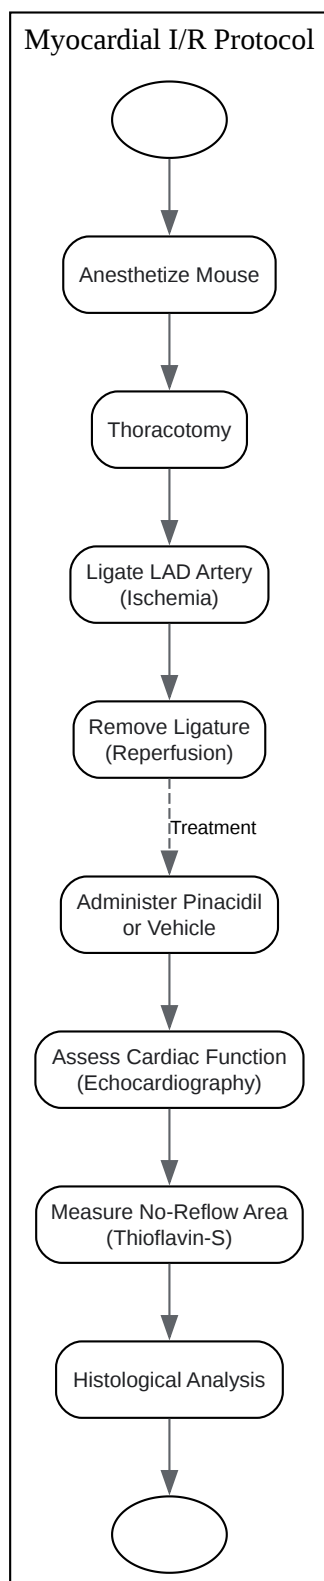 Myocardial I/R Protocol
Anesthetize Mouse
Thoracotomy
Ligate LAD Artery
(Ischemia)
Remove Ligature
(Reperfusion)
Treatment
Administer Pinacidil
or Vehicle
Assess Cardiac Function
(Echocardiography)
Measure No-Reflow Area
(Thioflavin-S)
Histological Analysis